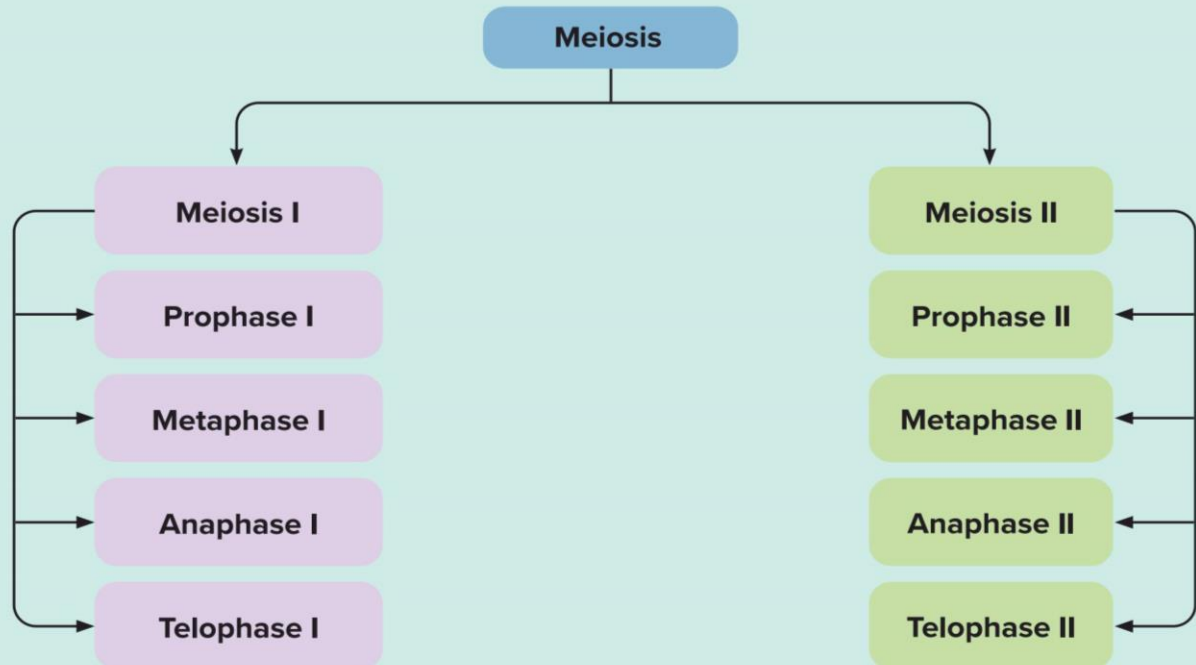 Meiosis
Meiosis I
Prophase I
Metaphase I
Anaphase I
Telophase I
Meiosis II
Prophase II
Metaphase II
Anaphase II
Telophase II